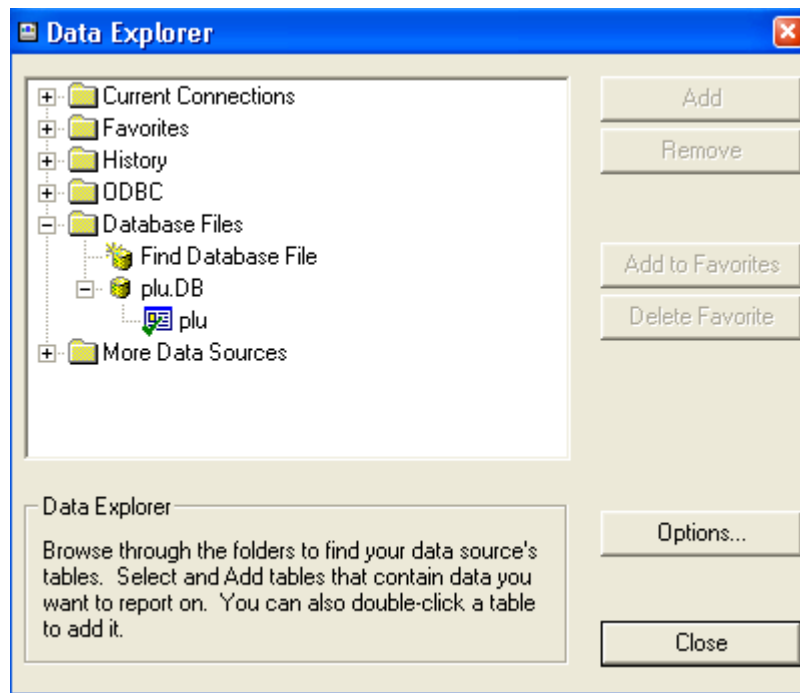 Data Explorer
Current Connections
Favorites
History
ODBC
Database Files
Find Database File
plu.DB
plu
More Data Sources
Add
Remove
Add to Favorites
Delete Favorite
Data Explorer
Browse through the folders to find your data source's
tables. Select and Add tables that contain data you
want to report on. You can also double-click a table
to add it.
Options...
Close